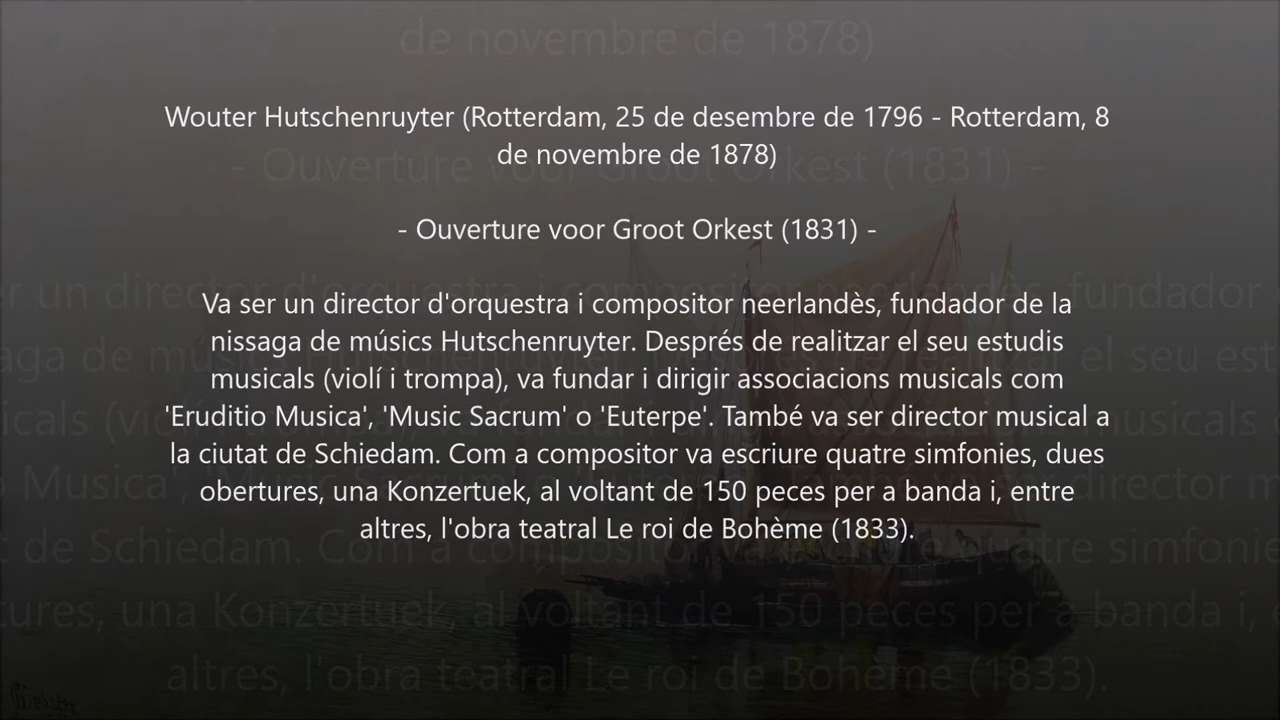 Wouter Hutschenruyter (Rotterdam, 25 de desembre de 1796 - Rotterdam, 8
de novembre de 1878)
- Ouverture voor Groot Orkest (1831) -
Va ser un director d'orquestra i compositor neerlandès, fundador de la
nissaga de músics Hutschenruyter. Després de realitzar el seu estudis
musicals (violí i trompa), va fundar i dirigir associacions musicals com
'Eruditio Musica', 'Music Sacrum' o 'Euterpe'. També va ser director musical a
la ciutat de Schiedam. Com a compositor va escriure quatre simfonies, dues
obertures, una Konzertuek, al voltant de 150 peces per a banda i, entre
altres, l'obra teatral Le roi de Bohème (1833).